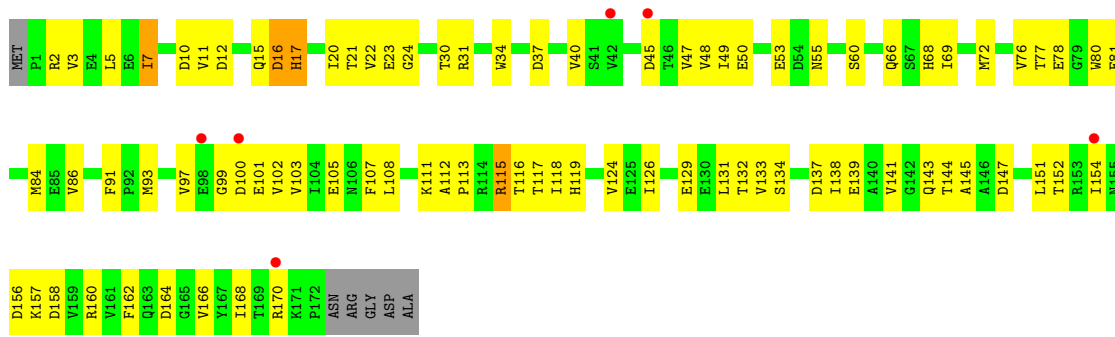 MET P1 R2 V3 E4 L5 E6 I7 D10 V11 D12 Q15 D16 H17 I20 T21 V22 E23 G24 T30 R31 W34 D37 V40 S41 V42 D45 T46 V47 V48 I49 E50 E53 D54 N55 S60 Q66 S67 H68 I69 M72 V76 T77 E78 G79 W80
M84 E85 V86 F91 P92 M93 V97 E98 G99 D100 E101 V102 V103 I104 E105 N106 F107 L108 K111 A112 P113 R114 R115 T116 T117 I118 H119 V124 E125 I126 E129 E130 L131 T132 V133 S134 D137 I138 E139 A140 V141 G142 Q143 T144 A145 A146 D147 L151 T152 R153 I154
D156 K157 D158 V159 R160 V161 F162 Q163 D164 G165 V166 Y167 I168 T169 R170 K171 P172 ASN ARG GLY ASP ALA